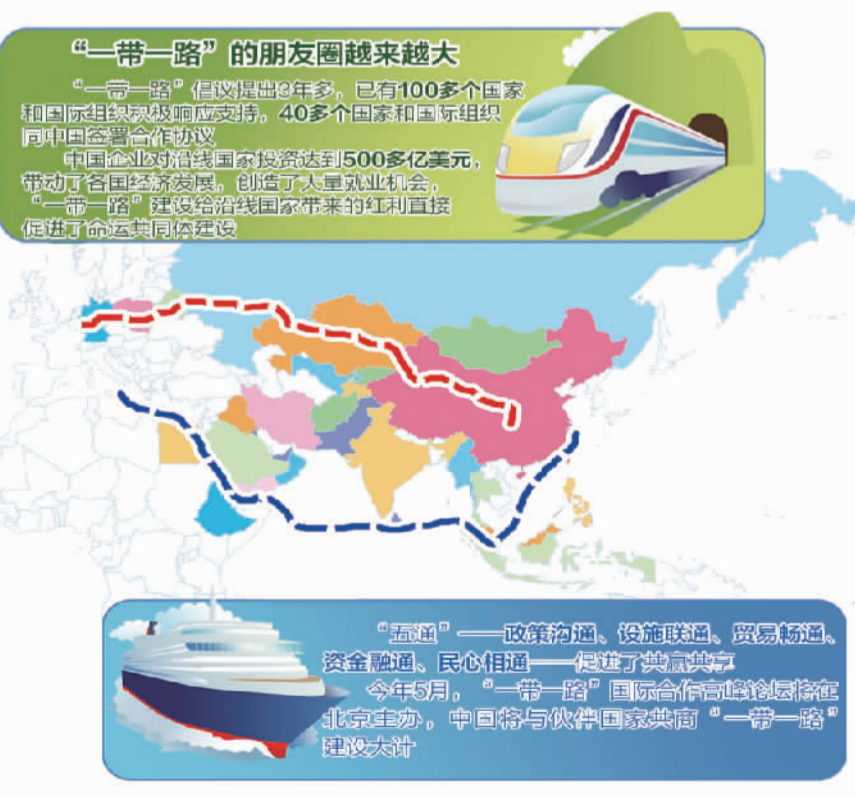 “一带一路”的朋友圈越来越大
“一带一路”倡议提出3年多，已有100多个国家
和国际组织积极响应支持，40多个国家和国际组织
同中国签署合作协议
中国企业对沿线国家投资达到500多亿美元，
带动了各国经济发展，创造了大量就业机会，
“一带一路”建设给沿线国家带来的红利直接
促进了命运共同体建设
“五通”——政策沟通、设施联通、贸易畅通、
资金融通、民心相通——促进了共赢共享
今年5月，“一带一路”国际合作高峰论坛将在
北京主办，中国将与伙伴国家共商“一带一路”
建设大计